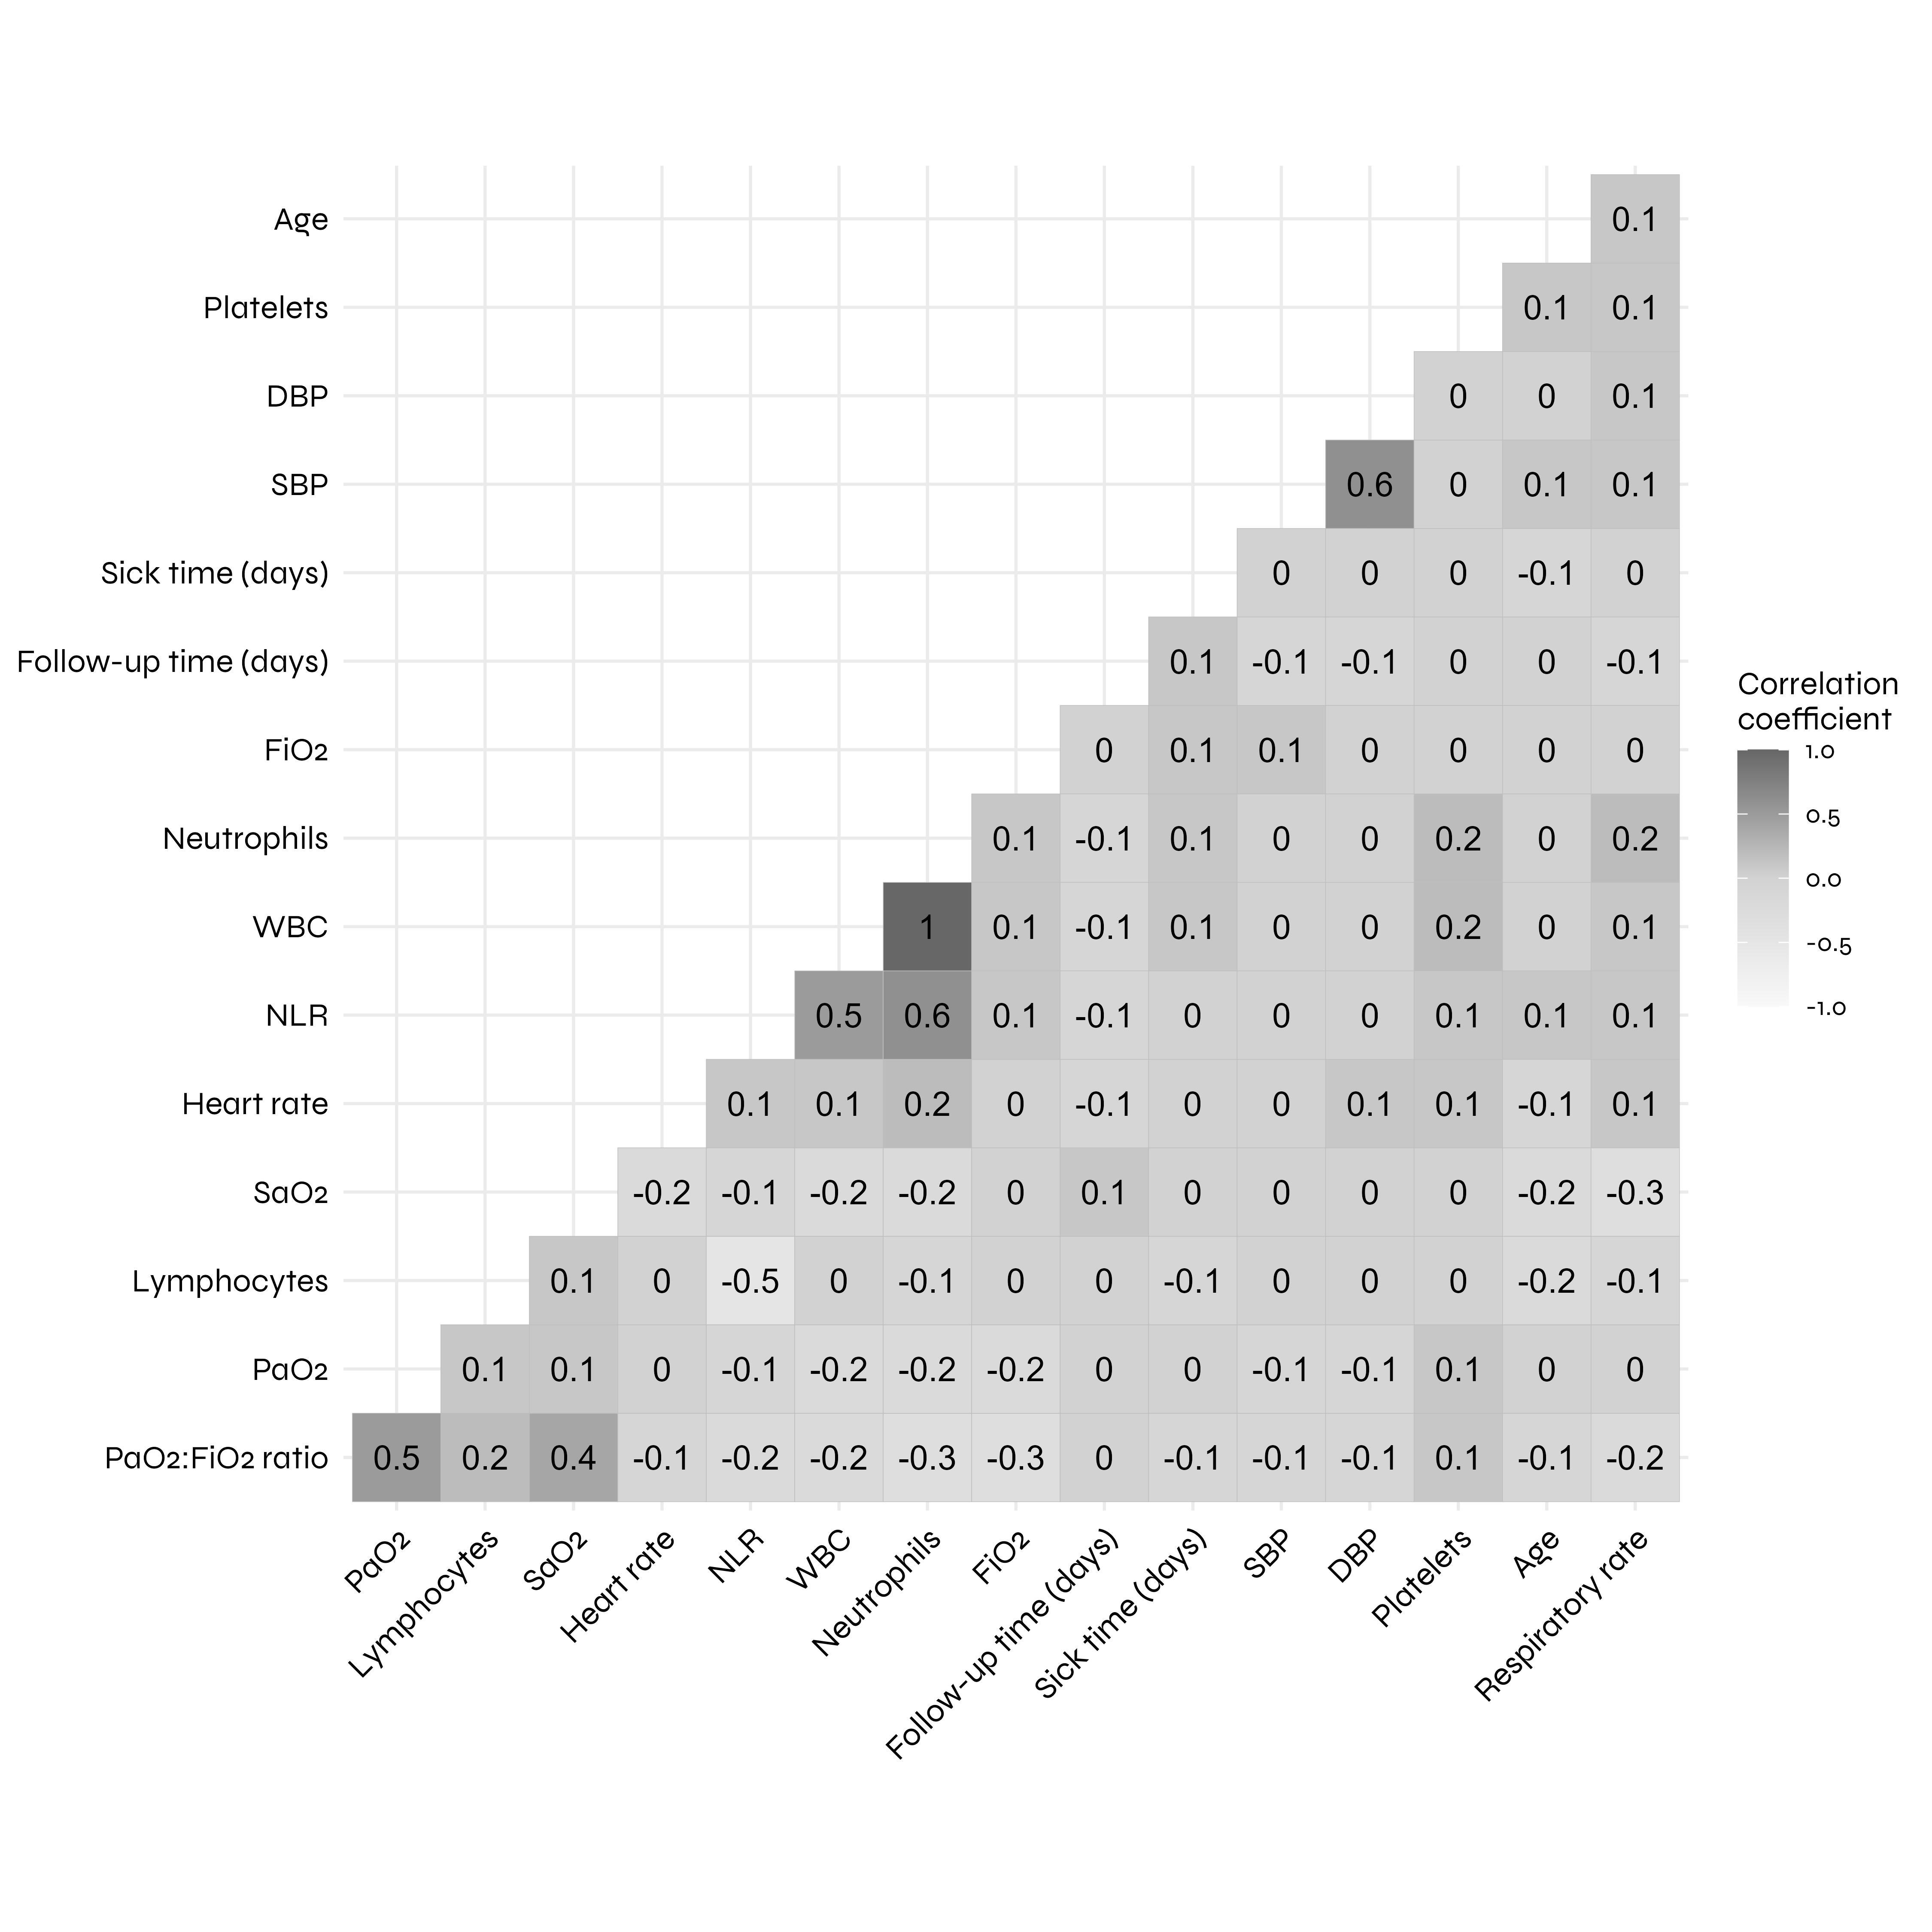 Age 0.1
Platelets 0.1 0.1
DBP 0 0 0.1
SBP 0.6 0 0.1 0.1
Sick time (days) 0 0 0 -0.1 0
Follow-up time (days) 0.1 -0.1 -0.1 0 0 -0.1
FiO2 0 0.1 0.1 0 0 0 0
Neutrophils 0.1 -0.1 0.1 0 0 0.2 0 0.2
WBC 1 0.1 -0.1 0.1 0 0 0.2 0 0.1
NLR 0.5 0.6 0.1 -0.1 0 0 0 0.1 0.1 0.1
Heart rate 0.1 0.1 0.2 0 -0.1 0 0 0.1 0.1 -0.1 0.1
SaO2 -0.2 -0.1 -0.2 -0.2 0 0.1 0 0 0 0 -0.2 -0.3
Lymphocytes 0.1 0 -0.5 0 -0.1 0 0 -0.1 0 0 0 -0.2 -0.1
PaO2 0.1 0.1 0 -0.1 -0.2 -0.2 -0.2 0 0 -0.1 -0.1 0.1 0 0
PaO2:FiO2 ratio 0.5 0.2 0.4 -0.1 -0.2 -0.2 -0.3 -0.3 0 -0.1 -0.1 -0.1 0.1 -0.1 -0.2
PaO2
Lymphocytes
SaO2
Heart rate
NLR
WBC
Neutrophils
FiO2
Follow-up time (days)
Sick time (days)
SBP
DBP
Platelets
Age
Respiratory rate
Correlation
coefficient
1.0
0.5
0.0
-0.5
-1.0